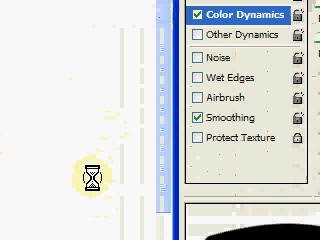 Color Dynamics
Other Dynamics
Noise
Wet Edges
Airbrush
Smoothing
Protect Texture